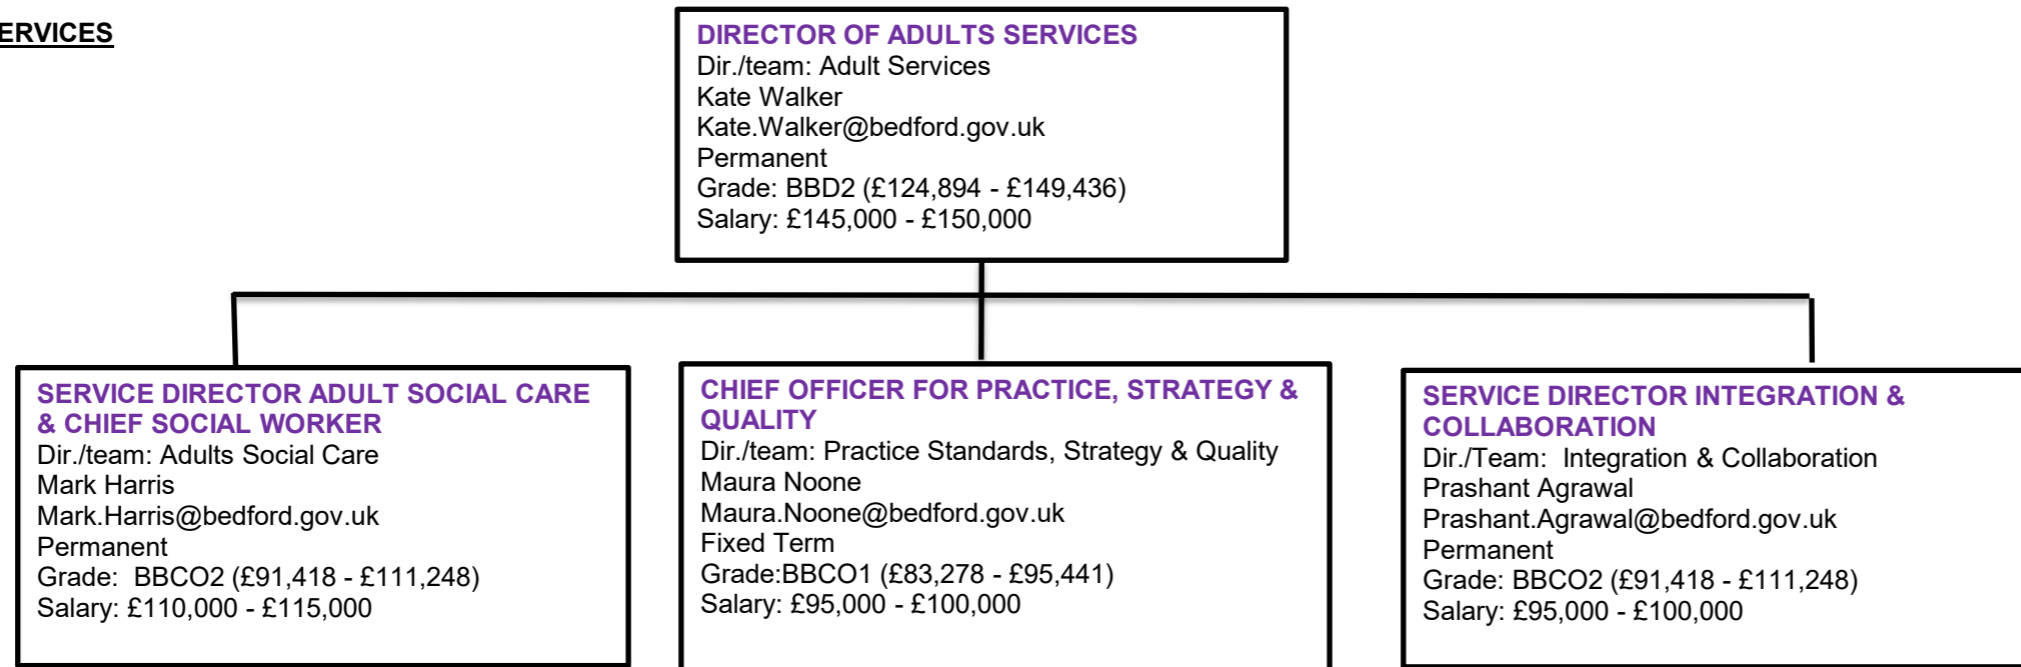 ERVICES
DIRECTOR OF ADULTS SERVICES
Dir./team: Adult Services
Kate Walker
Kate.Walker@bedford.gov.uk
Permanent
Grade: BBD2 (£124,894 - £149,436)
Salary: £145,000 - £150,000
SERVICE DIRECTOR ADULT SOCIAL CARE
& CHIEF SOCIAL WORKER
Dir./team: Adults Social Care
Mark Harris
Mark.Harris@bedford.gov.uk
Permanent
Grade:  BBCO2 (£91,418 - £111,248)
Salary: £110,000 - £115,000
CHIEF OFFICER FOR PRACTICE, STRATEGY &
QUALITY
Dir./team: Practice Standards, Strategy & Quality
Maura Noone
Maura.Noone@bedford.gov.uk
Fixed Term
Grade:BBCO1 (£83,278 - £95,441)
Salary: £95,000 - £100,000
SERVICE DIRECTOR INTEGRATION &
COLLABORATION
Dir./Team:  Integration & Collaboration
Prashant Agrawal
Prashant.Agrawal@bedford.gov.uk
Permanent
Grade: BBCO2 (£91,418 - £111,248)
Salary: £95,000 - £100,000